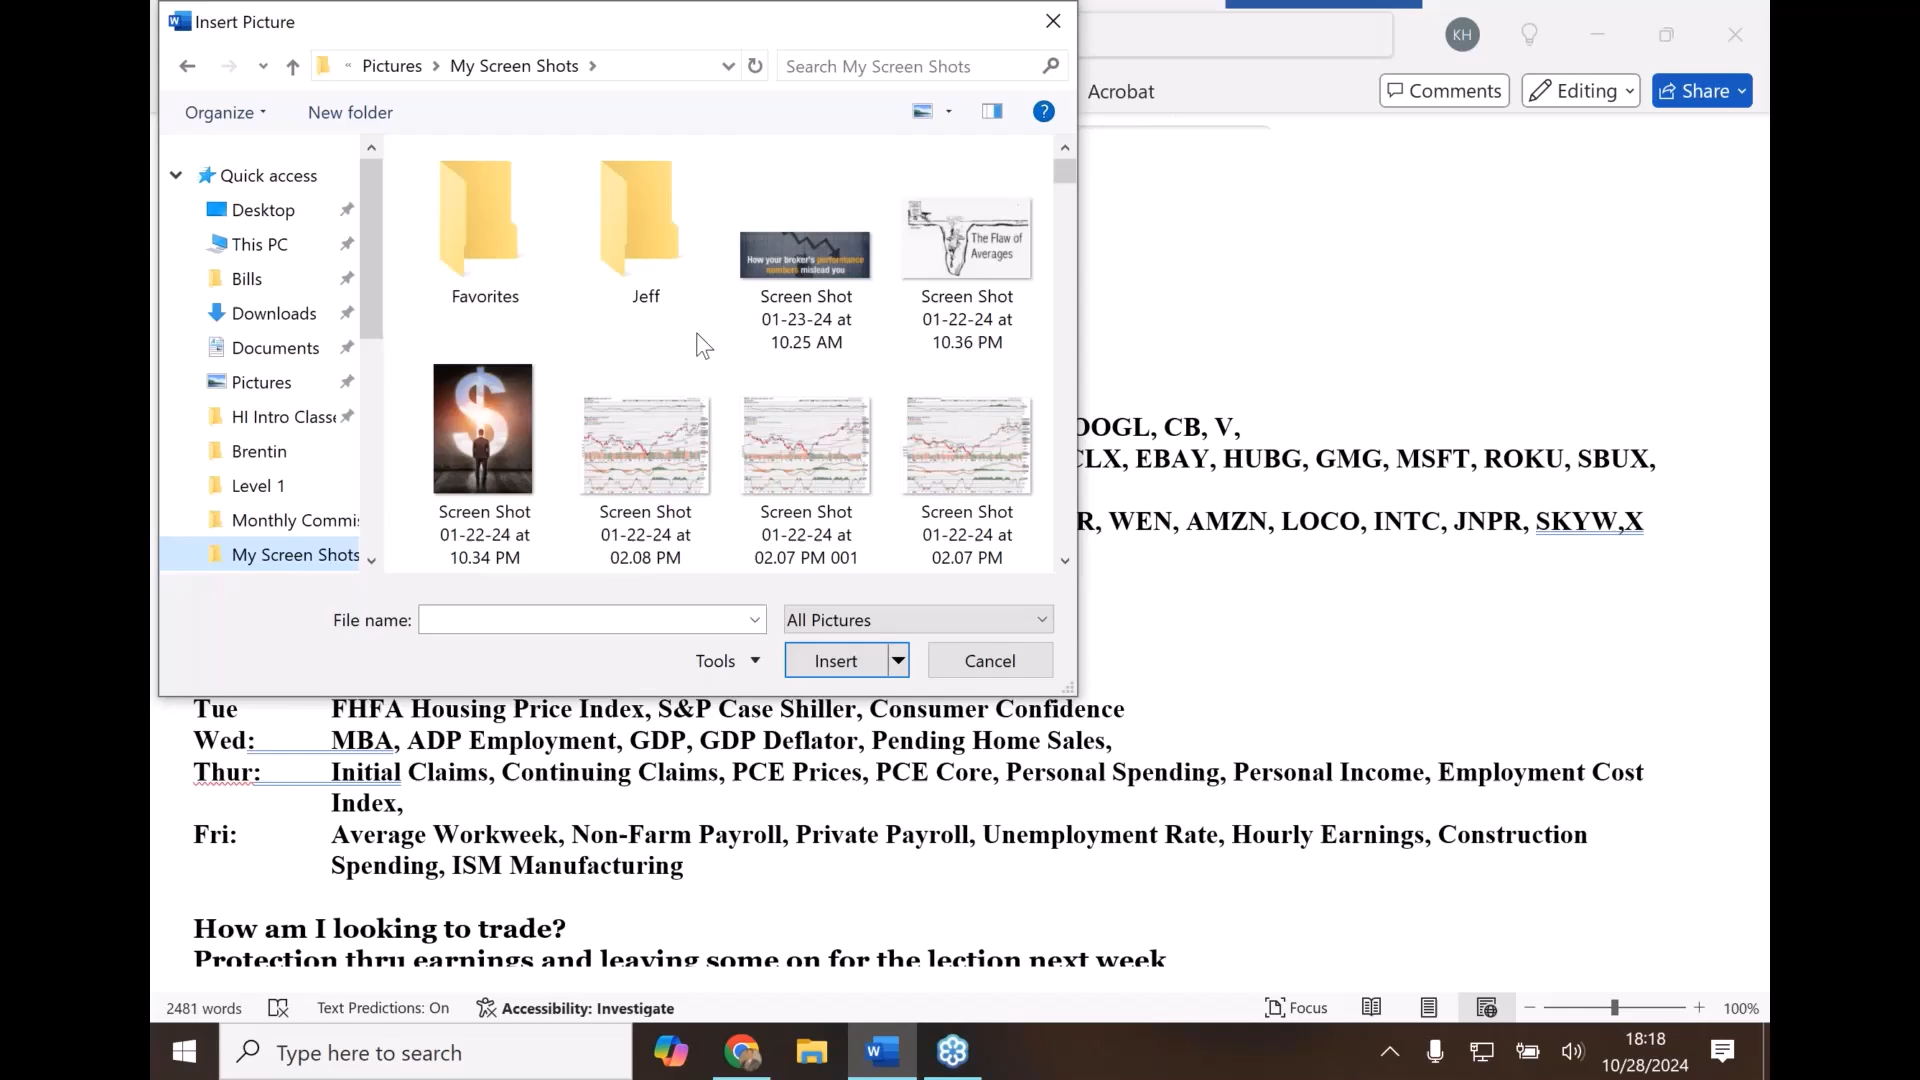 Insert Picture
KH
« Pictures > My Screen Shots >
Search My Screen Shots
Acrobat
Comments
Editing
Share
Organize
New folder
?
Quick access
Desktop
This PC
Bills
Downloads
Documents
Pictures
HI Intro Classe
Brentin
Level 1
Monthly Commi
My Screen Shots
Favorites
Jeff
How your broker's performance
numbers mislead you
Screen Shot
01-23-24 at
10.25 AM
The Flaw of
Averages
Screen Shot
01-22-24 at
10.36 PM
Screen Shot
01-22-24 at
10.34 PM
Screen Shot
01-22-24 at
02.08 PM
Screen Shot
01-22-24 at
02.07 PM 001
Screen Shot
01-22-24 at
02.07 PM
File name:
All Pictures
Tools
Insert
Cancel
OOGL, CB, V,
CLX, EBAY, HUBG, GMG, MSFT, ROKU, SBUX,
R, WEN, AMZN, LOCO, INTC, JNPR, SKYW,X
Tue FHFA Housing Price Index, S&P Case Shiller, Consumer Confidence
Wed: MBA, ADP Employment, GDP, GDP Deflator, Pending Home Sales,
Thur: Initial Claims, Continuing Claims, PCE Prices, PCE Core, Personal Spending, Personal Income, Employment Cost
Index,
Fri: Average Workweek, Non-Farm Payroll, Private Payroll, Unemployment Rate, Hourly Earnings, Construction
Spending, ISM Manufacturing
How am I looking to trade?
Protection thru earnings and leaving some on for the lection next week
2481 words
Text Predictions: On
Accessibility: Investigate
Focus
100%
Type here to search
18:18
10/28/2024